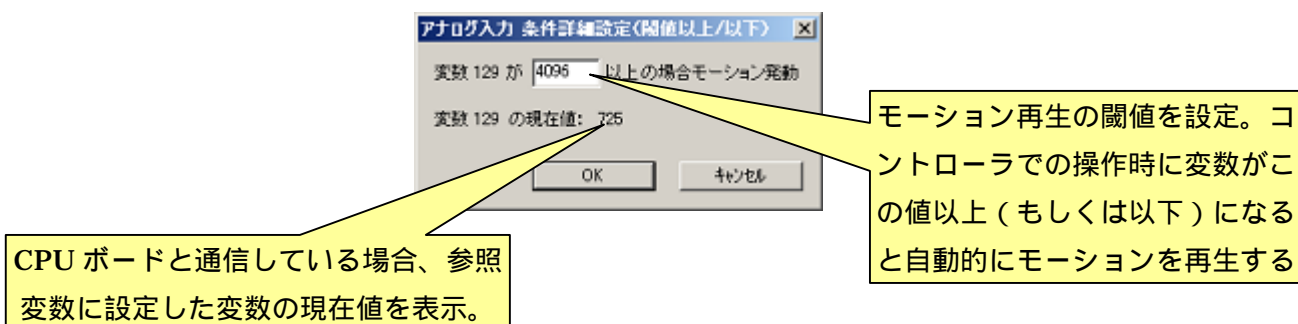 アナログ入力 条件詳細設定(閾値以上/以下)
変数 129 が 4096 以上の場合モーション発動
変数 129 の現在値: 725
OK キャンセル
モーション再生の閾値を設定。コ
ントローラでの操作時に変数がこ
の値以上(もしくは以下)になる
と自動的にモーションを再生する
CPU ボードと通信している場合、参照
変数に設定した変数の現在値を表示。